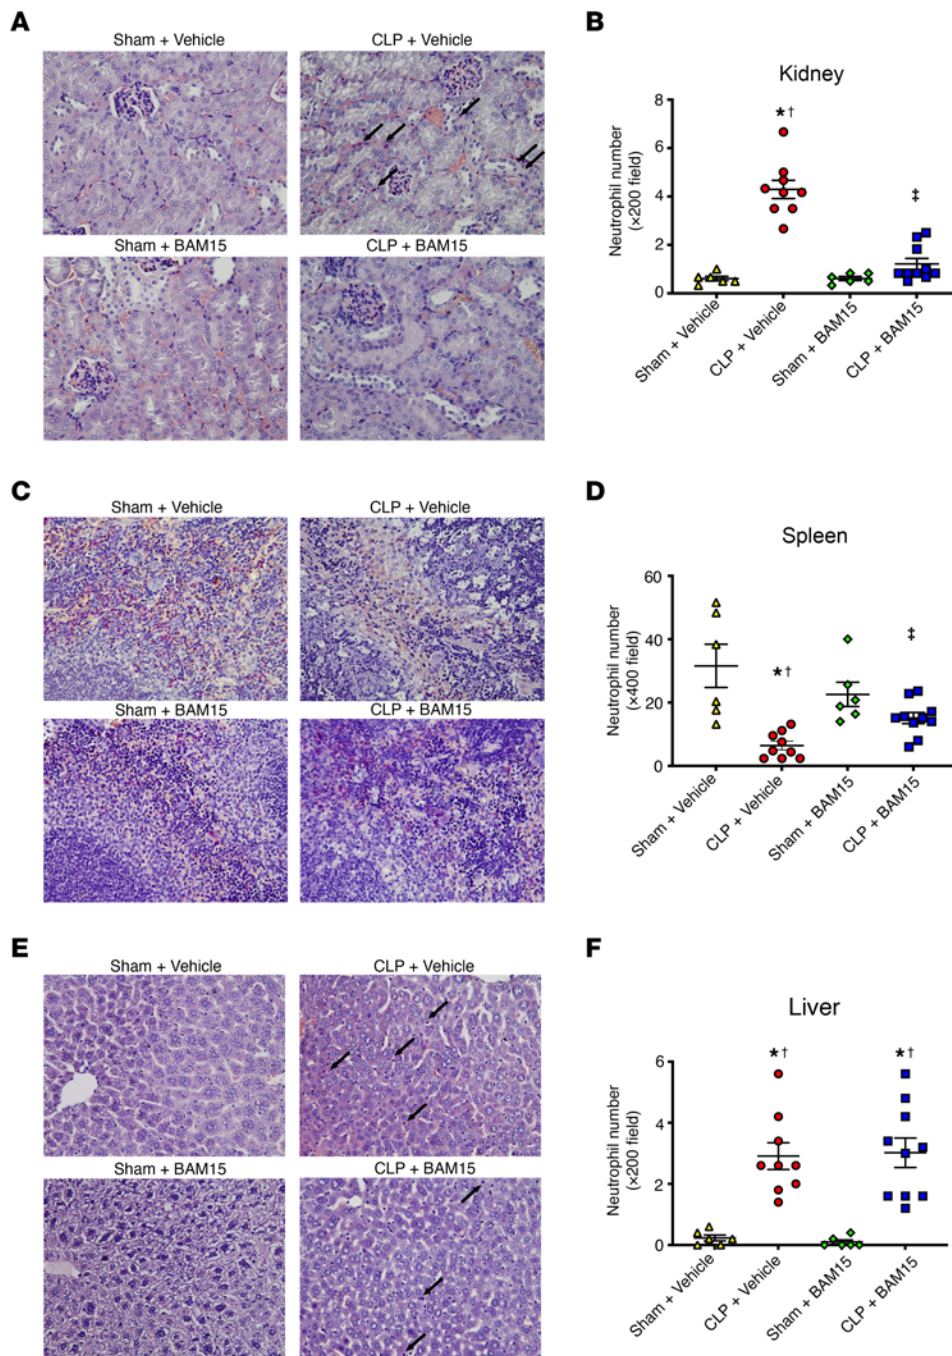 A
Sham + Vehicle
CLP + Vehicle
Sham + BAM15
CLP + BAM15
B
Kidney
Neutrophil number
(×200 field)
8
6
4
2
0
*†
‡
Sham + Vehicle
CLP + Vehicle
Sham + BAM15
CLP + BAM15
C
Sham + Vehicle
CLP + Vehicle
Sham + BAM15
CLP + BAM15
D
Spleen
Neutrophil number
(×400 field)
60
40
20
0
*†
‡
Sham + Vehicle
CLP + Vehicle
Sham + BAM15
CLP + BAM15
E
Sham + Vehicle
CLP + Vehicle
Sham + BAM15
CLP + BAM15
F
Liver
Neutrophil number
(×200 field)
6
4
2
0
*†
*†
Sham + Vehicle
CLP + Vehicle
Sham + BAM15
CLP + BAM15